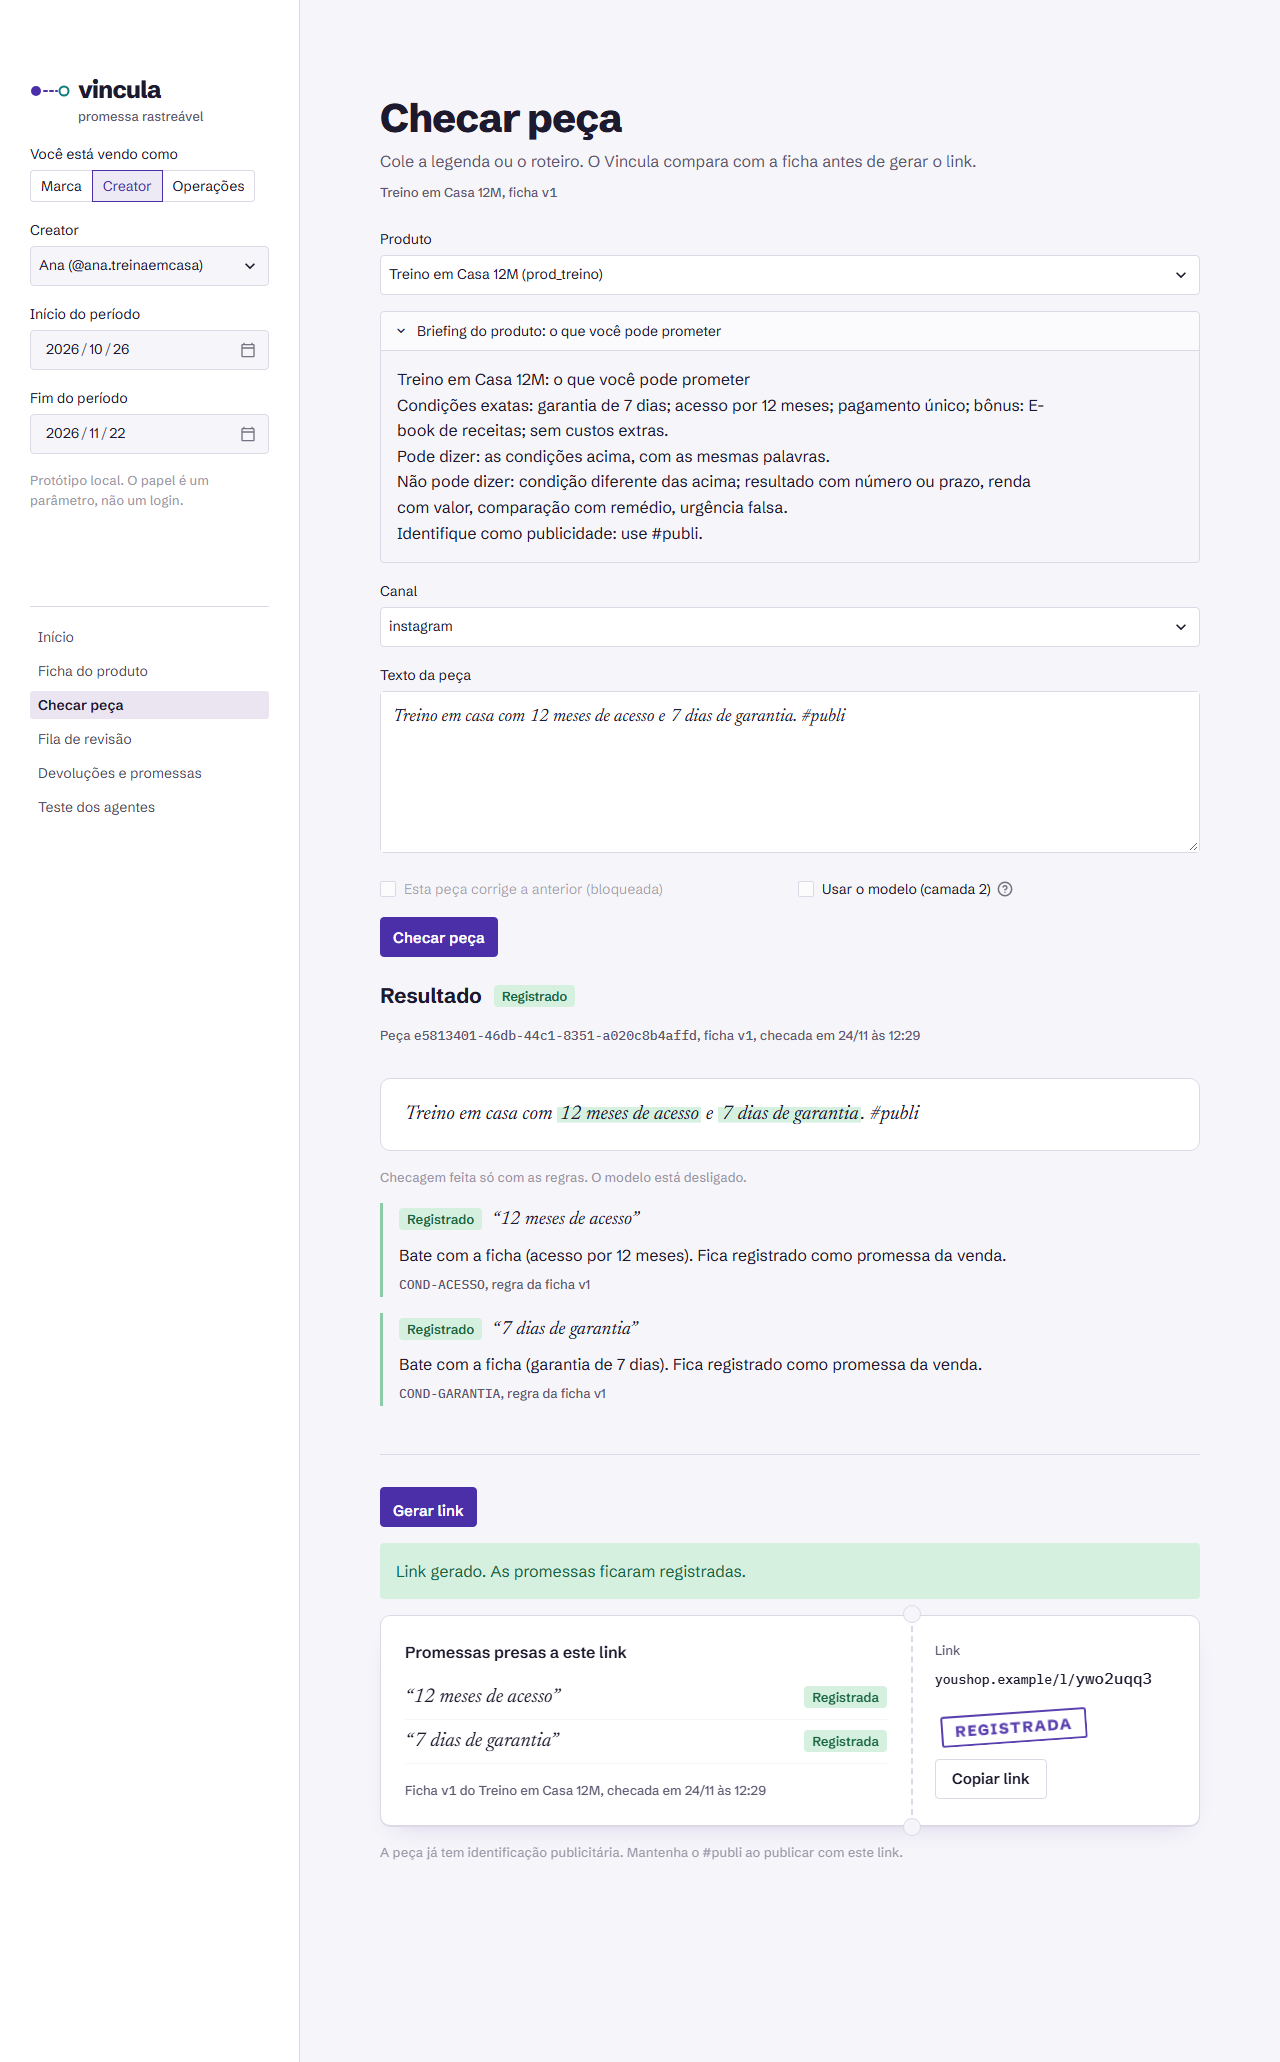 vincula
promessa rastreável
Você está vendo como
Marca
Creator
Operações
Creator
Ana (@ana.treinaemcasa)
Início do período
2026 / 10 / 26
Fim do período
2026 / 11 / 22
Protótipo local. O papel é um
parâmetro, não um login.
Início
Ficha do produto
Checar peça
Fila de revisão
Devoluções e promessas
Teste dos agentes
Checar peça
Cole a legenda ou o roteiro. O Vincula compara com a ficha antes de gerar o link.
Treino em Casa 12M, ficha v1
Produto
Treino em Casa 12M (prod_treino)
Briefing do produto: o que você pode prometer
Treino em Casa 12M: o que você pode prometer
Condições exatas: garantia de 7 dias; acesso por 12 meses; pagamento único; bônus: E-
book de receitas; sem custos extras.
Pode dizer: as condições acima, com as mesmas palavras.
Não pode dizer: condição diferente das acima; resultado com número ou prazo, renda
com valor, comparação com remédio, urgência falsa.
Identifique como publicidade: use #publi.
Canal
instagram
Texto da peça
Treino em casa com 12 meses de acesso e 7 dias de garantia. #publi
Esta peça corrige a anterior (bloqueada)
Usar o modelo (camada 2)
Checar peça
Resultado Registrado
Peça e5813401-46db-44c1-8351-a020c8b4affd, ficha v1, checada em 24/11 às 12:29
Treino em casa com 12 meses de acesso e 7 dias de garantia. #publi
Checagem feita só com as regras. O modelo está desligado.
Registrado “12 meses de acesso”
Bate com a ficha (acesso por 12 meses). Fica registrado como promessa da venda.
COND-ACESSO, regra da ficha v1
Registrado “7 dias de garantia”
Bate com a ficha (garantia de 7 dias). Fica registrado como promessa da venda.
COND-GARANTIA, regra da ficha v1
Gerar link
Link gerado. As promessas ficaram registradas.
Promessas presas a este link
“12 meses de acesso” Registrada
“7 dias de garantia” Registrada
Ficha v1 do Treino em Casa 12M, checada em 24/11 às 12:29
Link
youshop.example/l/ywo2uqq3
REGISTRADA
Copiar link
A peça já tem identificação publicitária. Mantenha o #publi ao publicar com este link.